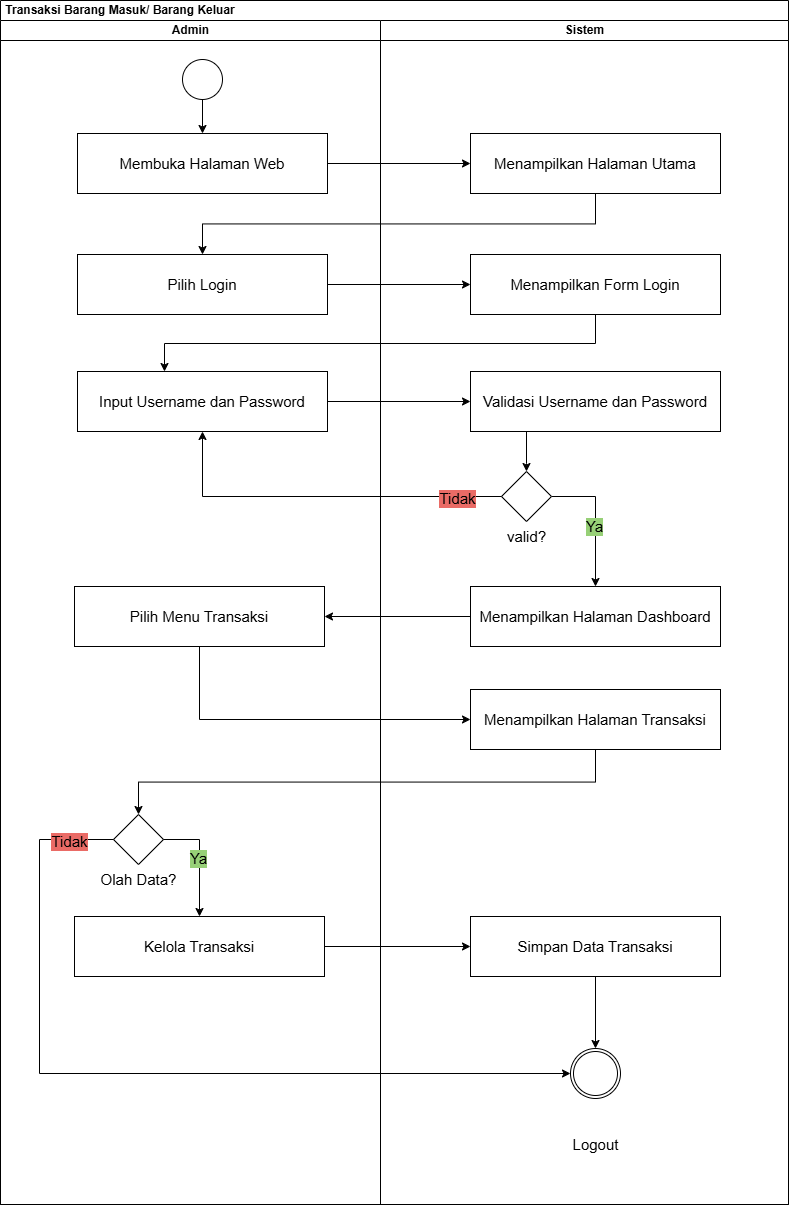 Transaksi Barang Masuk/ Barang Keluar
Admin
Sistem
Membuka Halaman Web
Menampilkan Halaman Utama
Pilih Login
Menampilkan Form Login
Input Username dan Password
Validasi Username dan Password
Tidak
valid?
Ya
Pilih Menu Transaksi
Menampilkan Halaman Dashboard
Menampilkan Halaman Transaksi
Tidak
Ya
Olah Data?
Kelola Transaksi
Simpan Data Transaksi
Logout